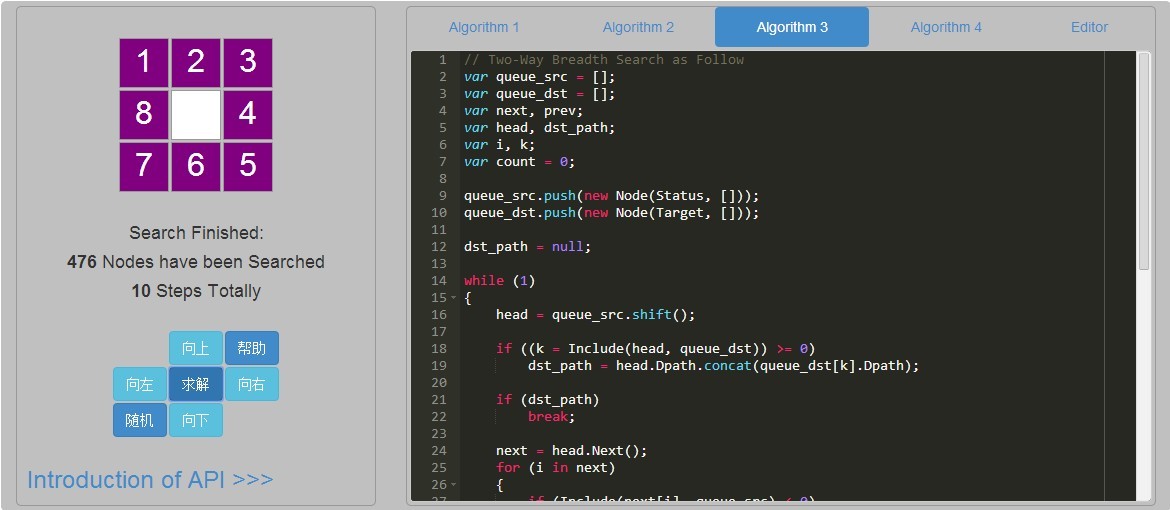 1 2 3
8 4
7 6 5
Search Finished:
476 Nodes have been Searched
10 Steps Totally
向上 帮助
向左 求解 向右
随机 向下
Introduction of API >>>
Algorithm 1 Algorithm 2 Algorithm 3 Algorithm 4 Editor
1 // Two-Way Breadth Search as Follow
2 var queue_src = [];
3 var queue_dst = [];
4 var next, prev;
5 var head, dst_path;
6 var i, k;
7 var count = 0;
8
9 queue_src.push(new Node(Status, []));
10 queue_dst.push(new Node(Target, []));
11
12 dst_path = null;
13
14 while (1)
15 {
16 head = queue_src.shift();
17
18 if ((k = Include(head, queue_dst)) >= 0)
19 dst_path = head.Dpath.concat(queue_dst[k].Dpath);
20
21 if (dst_path)
22 break;
23
24 next = head.Next();
25 for (i in next)
26 {
27 if (Include(next[i], queue_src) < 0)